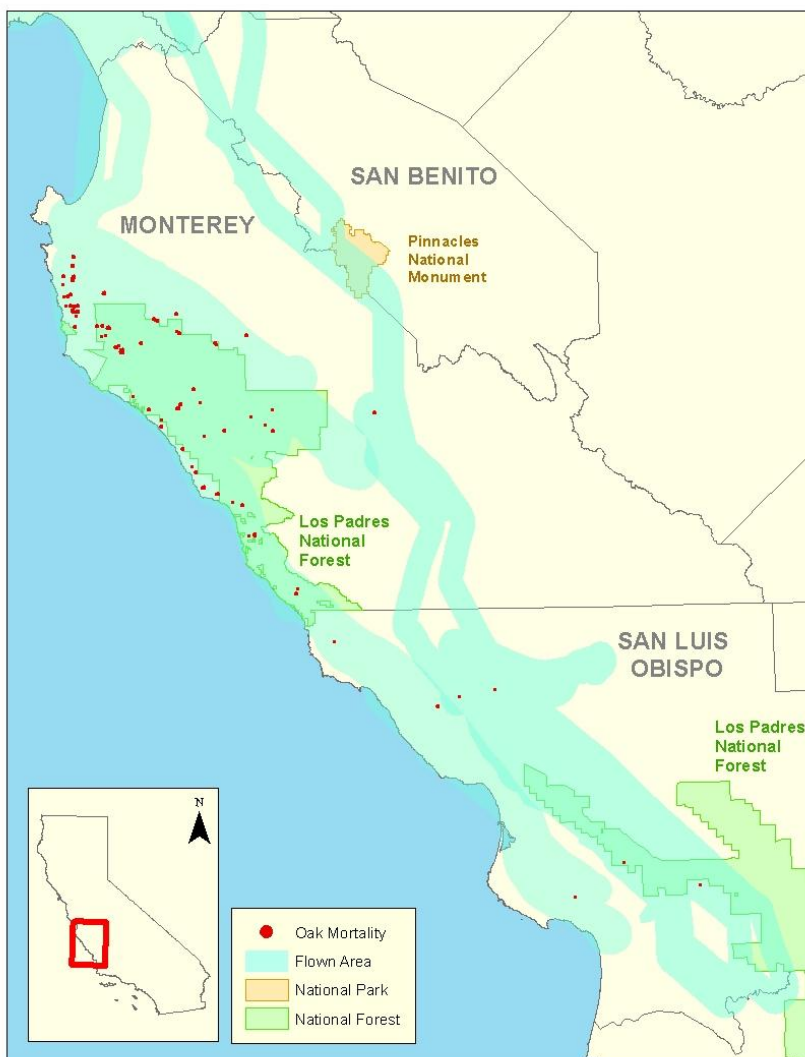 SAN BENITO
MONTEREY
Pinnacles
National
Monument
Los Padres
National
Forest
SAN LUIS
OBISPO
Los Padres
National
Forest
N
Oak Mortality
Flown Area
National Park
National Forest